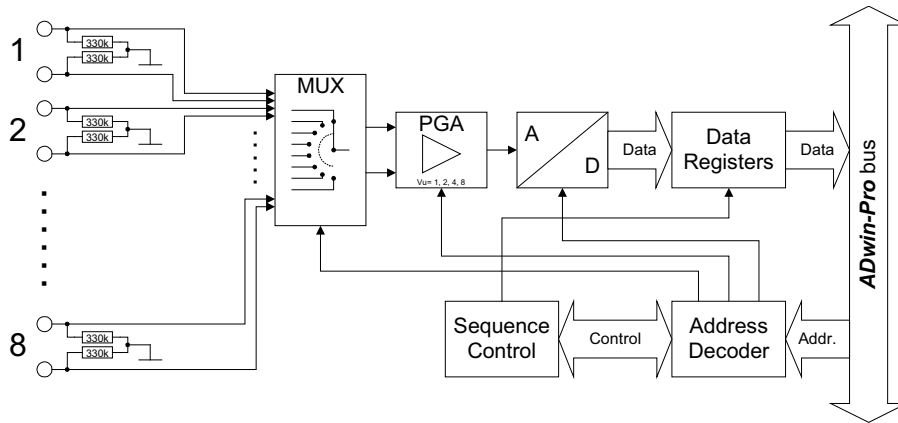 1
330k
330k
2
330k
330k
8
330k
330k
MUX
PGA
Vu= 1, 2, 4, 8
A
D
Data
Data
Registers
Data
Sequence
Control
Control
Address
Decoder
Addr.
ADwin-Pro bus